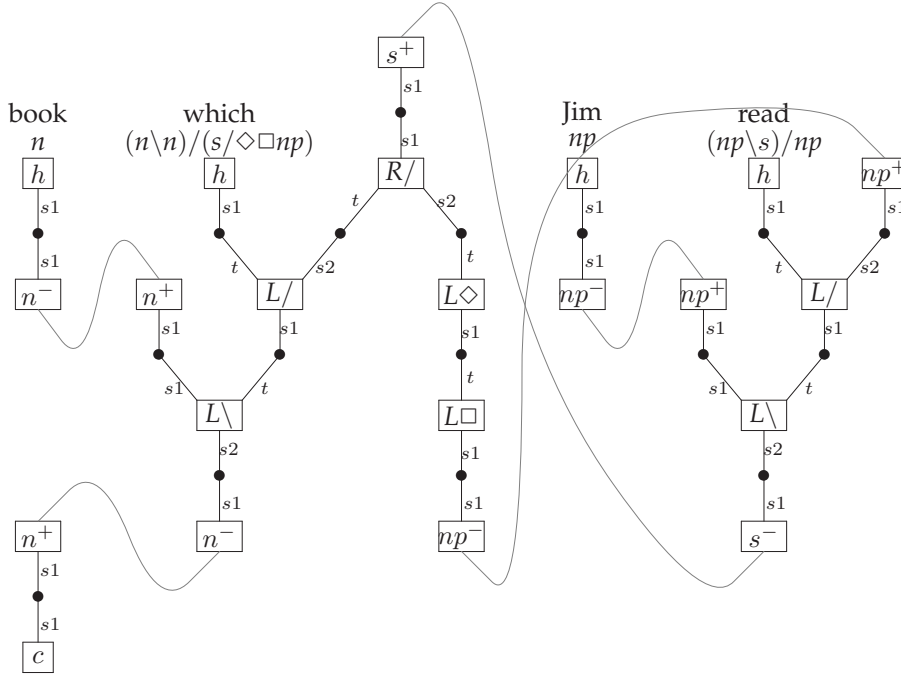 s⁺
s1
s1
book which Jim read
n (n\n)/(s/◇□np) np (np\s)/np
h h R/ h h np⁺
s1 s1 t s2 s1 s1 s1
s1 t s2 t s1 t s2
n⁻ n⁺ L/ L◇ np⁻ np⁺ L/
s1 s1 s1 s1 s1
s1 t t s1 t
L\ L□ L\
s2 s1 s2
s1 s1 s1
n⁺ n⁻ np⁻ s⁻
s1
s1
c